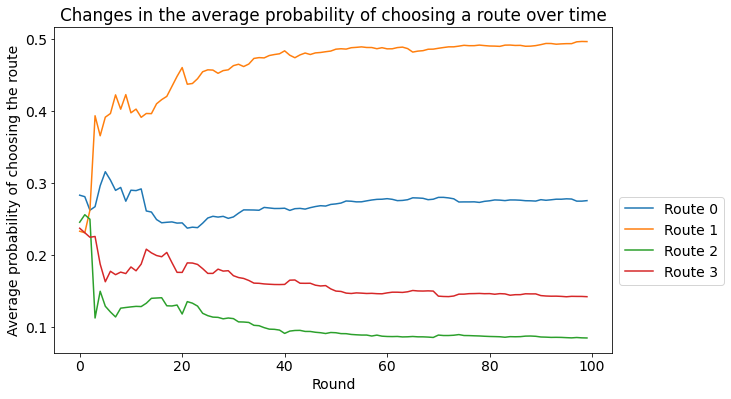 Changes in the average probability of choosing a route over time
Average probability of choosing the route
0.5
0.4
0.3
0.2
0.1
0 20 40 60 80 100
Round
Route 0
Route 1
Route 2
Route 3